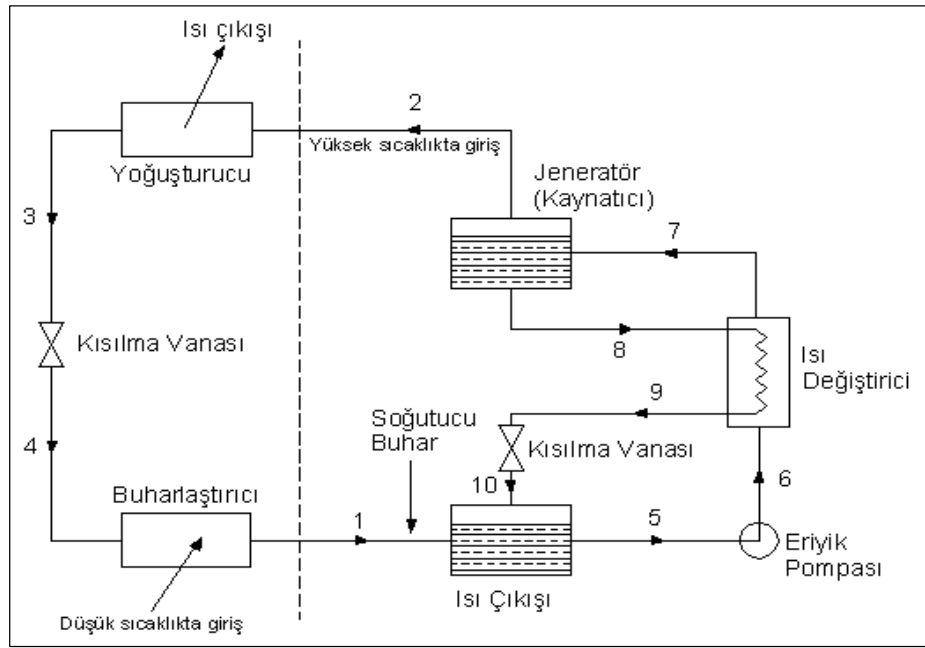 Isı çıkışı
2
Yüksek sıcaklıkta giriş
Yoğuşturucu
Jeneratör
(Kaynatıcı)
3
7
Kısılma Vanası
8
Isı
Değiştirici
9
Soğutucu
Buhar
Kısılma Vanası
4
10
6
Buharlaştırıcı
1
5
Eriyik
Pompası
Isı Çıkışı
Düşük sıcaklıkta giriş